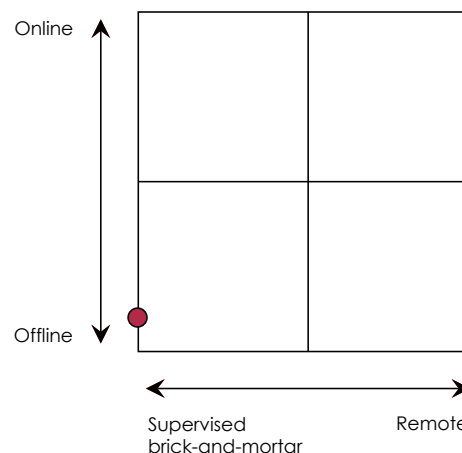 Online
Offline
Supervised
brick-and-mortar
Remote